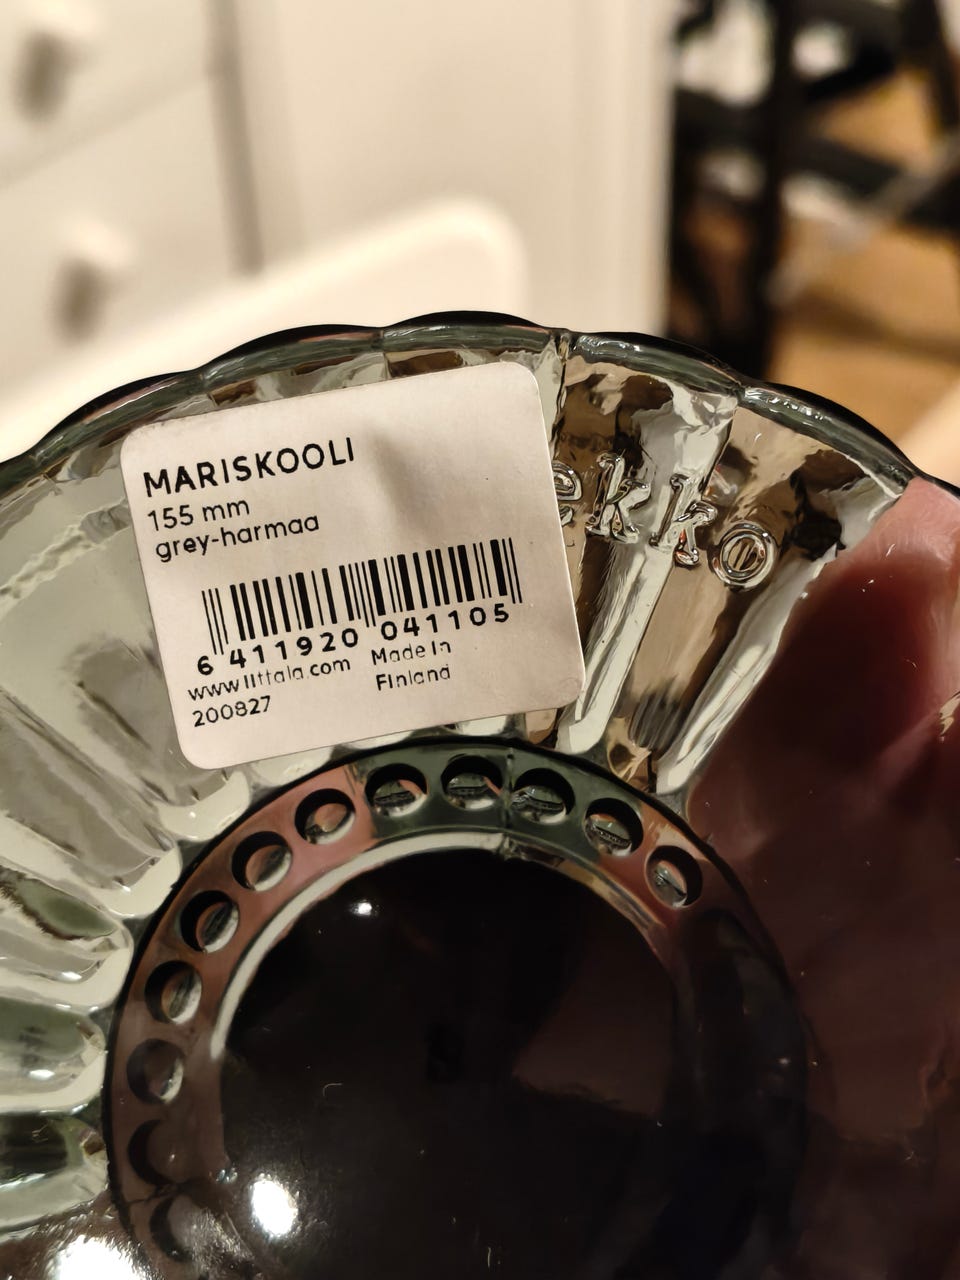 MARISKOOLI
155 mm
grey-harmaa
6 411920 041105
www.iittala.com Made in
Finland
200827
ekko